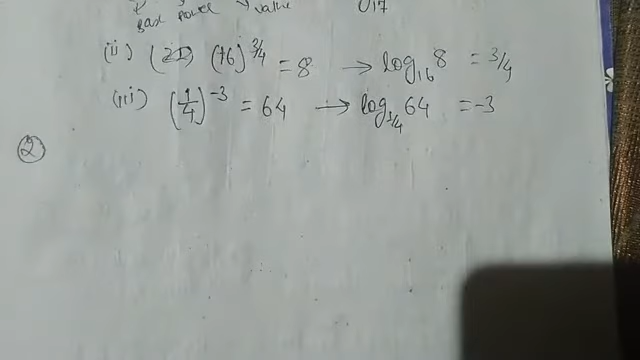 Base power → value
(ii) (16)^3/4 = 8 → log₁₆ 8 = 3/4
(iii) (1/4)^-3 = 64 → log_1/4 64 = -3
②